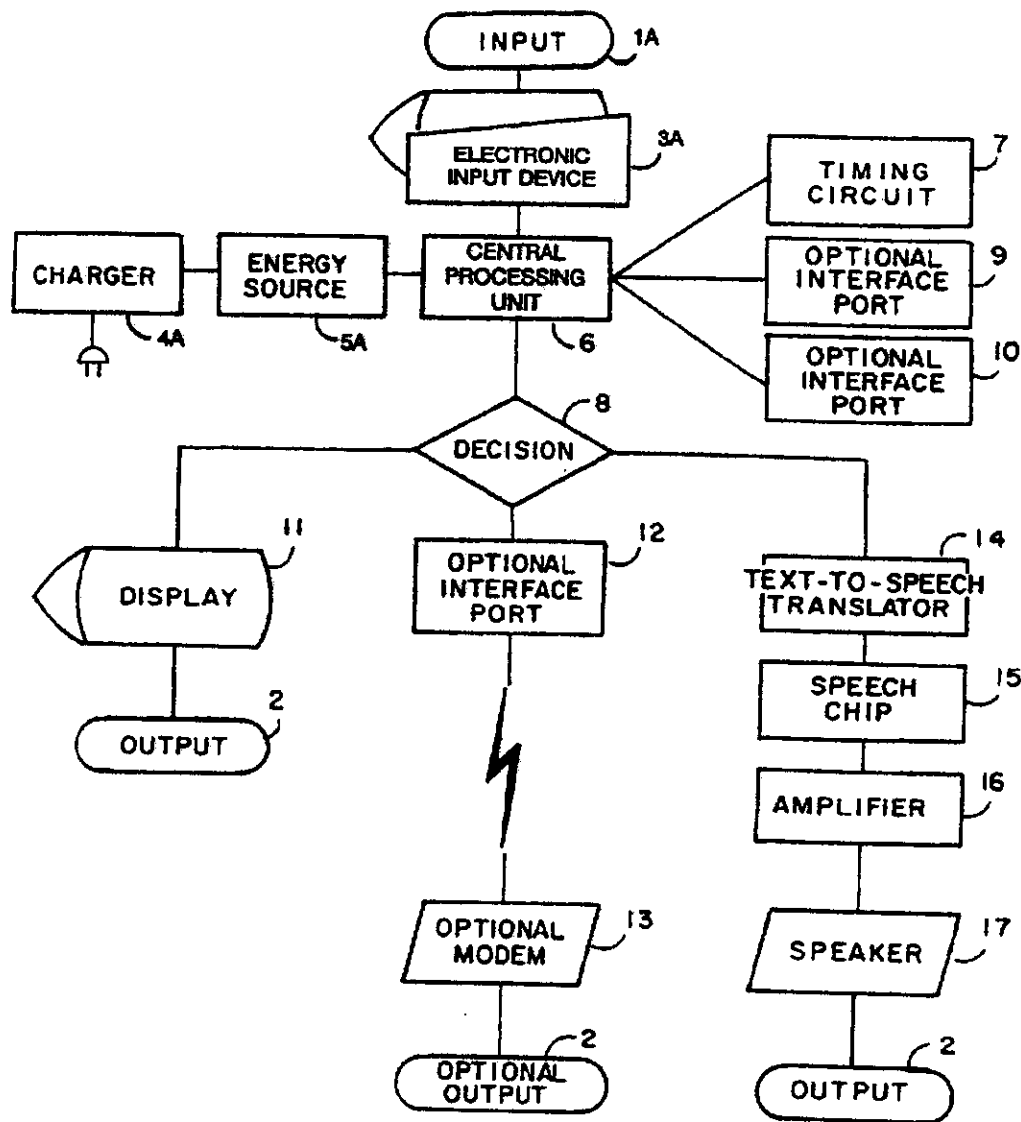 INPUT
1A
ELECTRONIC
INPUT DEVICE
3A
TIMING
CIRCUIT
7
CHARGER
4A
ENERGY
SOURCE
5A
CENTRAL
PROCESSING
UNIT
6
OPTIONAL
INTERFACE
PORT
9
OPTIONAL
INTERFACE
PORT
10
DECISION
8
DISPLAY
11
OPTIONAL
INTERFACE
PORT
12
TEXT-TO-SPEECH
TRANSLATOR
14
SPEECH
CHIP
15
OUTPUT
2
AMPLIFIER
16
OPTIONAL
MODEM
13
SPEAKER
17
OPTIONAL
OUTPUT
2
OUTPUT
2